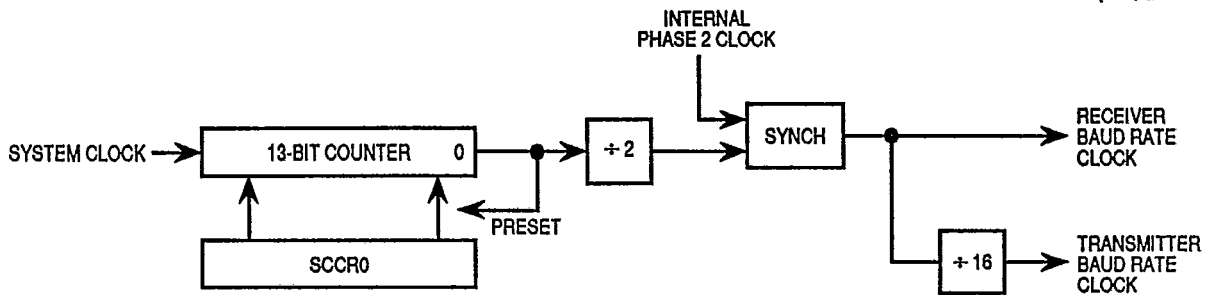 INTERNAL
PHASE 2 CLOCK
SYSTEM CLOCK
13-BIT COUNTER 0
÷ 2
SYNCH
RECEIVER
BAUD RATE
CLOCK
PRESET
SCCR0
÷ 16
TRANSMITTER
BAUD RATE
CLOCK